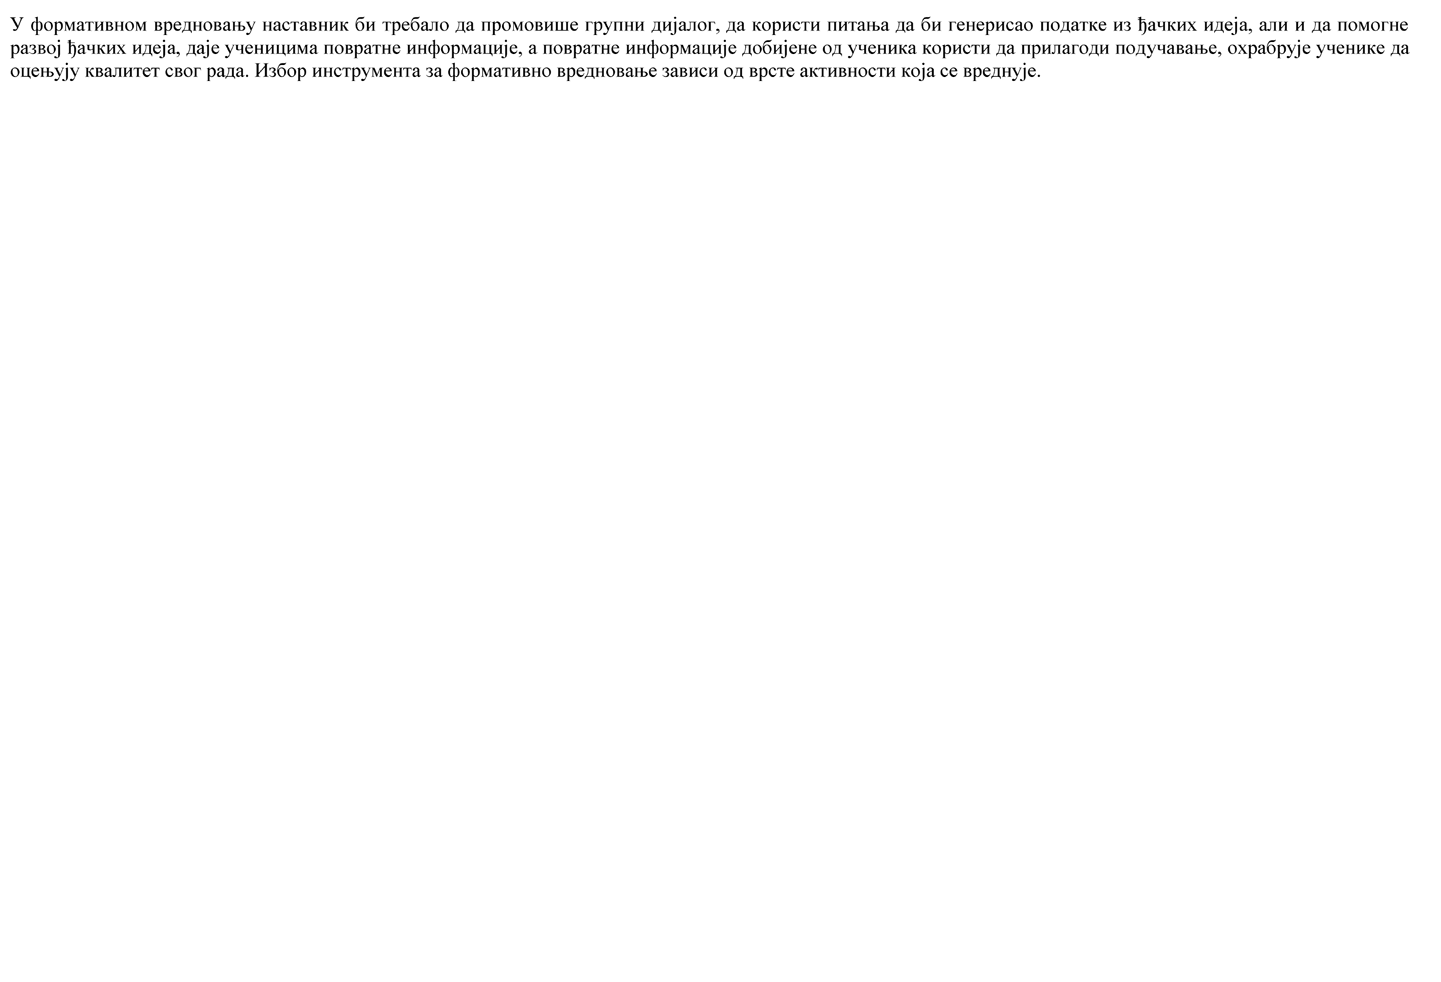 У формативном вредновању наставник би требало да промовише групни дијалог, да користи питања да би генерисао податке из ђачких идеја, али и да помогне
развој ђачких идеја, даје ученицима повратне информације, а повратне информације добијене од ученика користи да прилагоди подучавање, охрабрује ученике да
оцењују квалитет свог рада. Избор инструмента за формативно вредновање зависи од врсте активности која се вреднује.